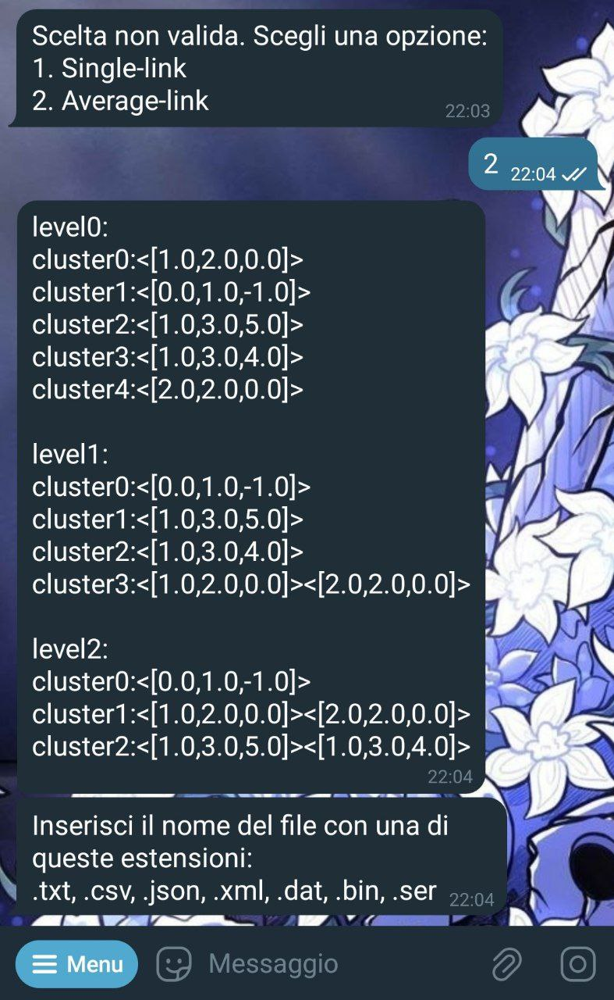 Scelta non valida. Scegli una opzione:
1. Single-link
2. Average-link
22:03
2 22:04
level0:
cluster0:<[1.0,2.0,0.0]>
cluster1:<[0.0,1.0,-1.0]>
cluster2:<[1.0,3.0,5.0]>
cluster3:<[1.0,3.0,4.0]>
cluster4:<[2.0,2.0,0.0]>
level1:
cluster0:<[0.0,1.0,-1.0]>
cluster1:<[1.0,3.0,5.0]>
cluster2:<[1.0,3.0,4.0]>
cluster3:<[1.0,2.0,0.0]><[2.0,2.0,0.0]>
level2:
cluster0:<[0.0,1.0,-1.0]>
cluster1:<[1.0,2.0,0.0]><[2.0,2.0,0.0]>
cluster2:<[1.0,3.0,5.0]><[1.0,3.0,4.0]>
22:04
Inserisci il nome del file con una di
queste estensioni:
.txt, .csv, .json, .xml, .dat, .bin, .ser 22:04
Menu Messaggio